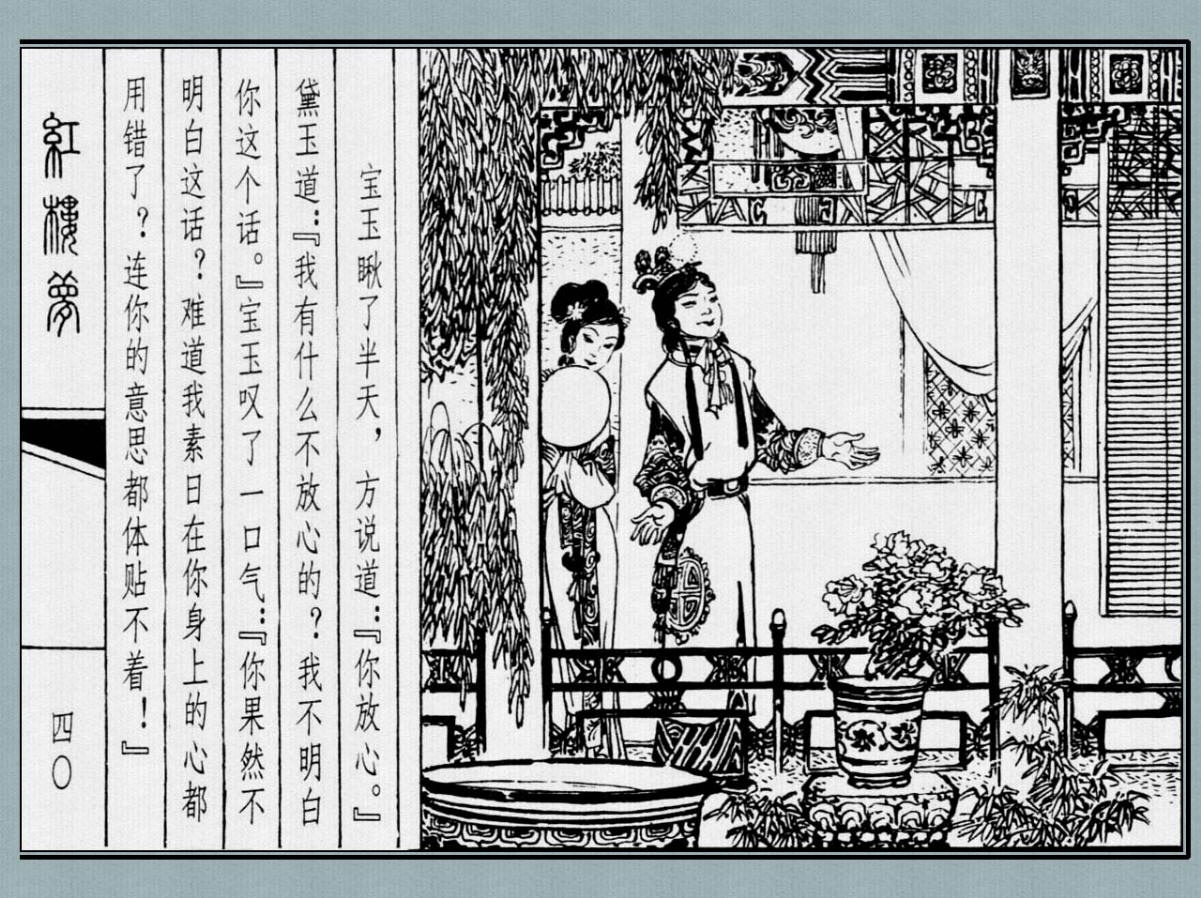 宝玉瞅了半天，方说道：『你放心。』
黛玉道：『我有什么不放心的？我不明白
你这个话。』宝玉叹了一口气：『你果然不
明白这话？难道我素日在你身上的心都
用错了？连你的意思都体贴不着！』
紅樓夢
四〇